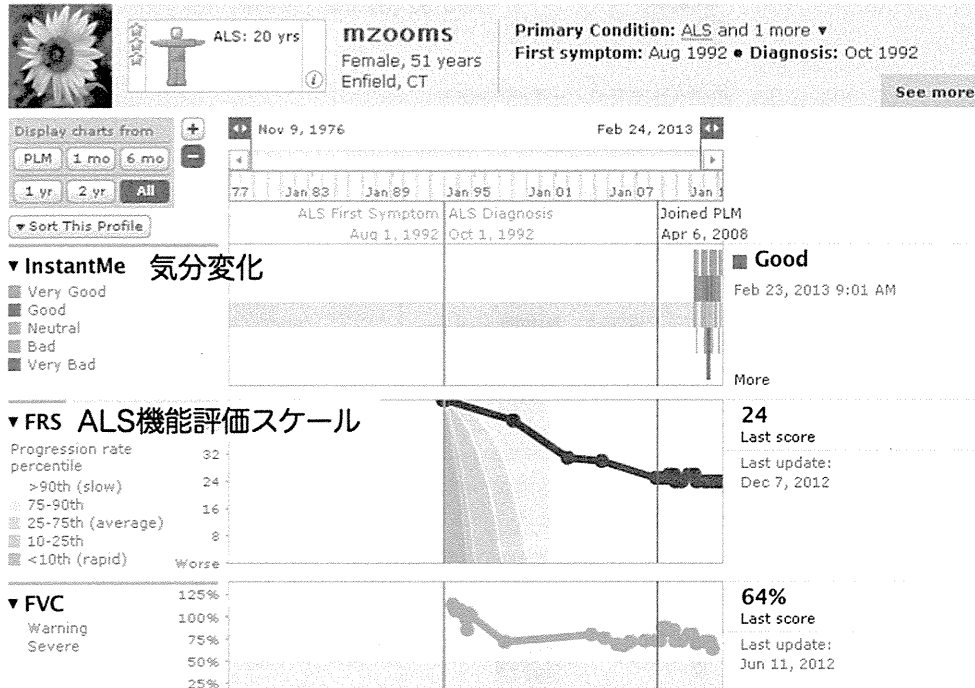 ALS: 20 yrs
mzooms
Female, 51 years
Enfield, CT
Primary Condition: ALS and 1 more ▼
First symptom: Aug 1992 ● Diagnosis: Oct 1992
See more
Display charts from
PLM 1 mo 6 mo
1 yr 2 yr All
▼ Sort This Profile
Nov 9, 1976 Feb 24, 2013
77 Jan 83 Jan 89 Jan 95 Jan 01 Jan 07 Jan 1
ALS First Symptom
Aug 1, 1992
ALS Diagnosis
Oct 1, 1992
Joined PLM
Apr 6, 2008
▼ InstantMe 気分変化
Very Good
Good
Neutral
Bad
Very Bad
Good
Feb 23, 2013 9:01 AM
More
▼ FRS ALS機能評価スケール
Progression rate
percentile
>90th (slow)
75-90th
25-75th (average)
10-25th
<10th (rapid)
32
24
16
8
Worse
24
Last score
Last update:
Dec 7, 2012
▼ FVC
Warning
Severe
125%
100%
75%
50%
25%
64%
Last score
Last update:
Jun 11, 2012